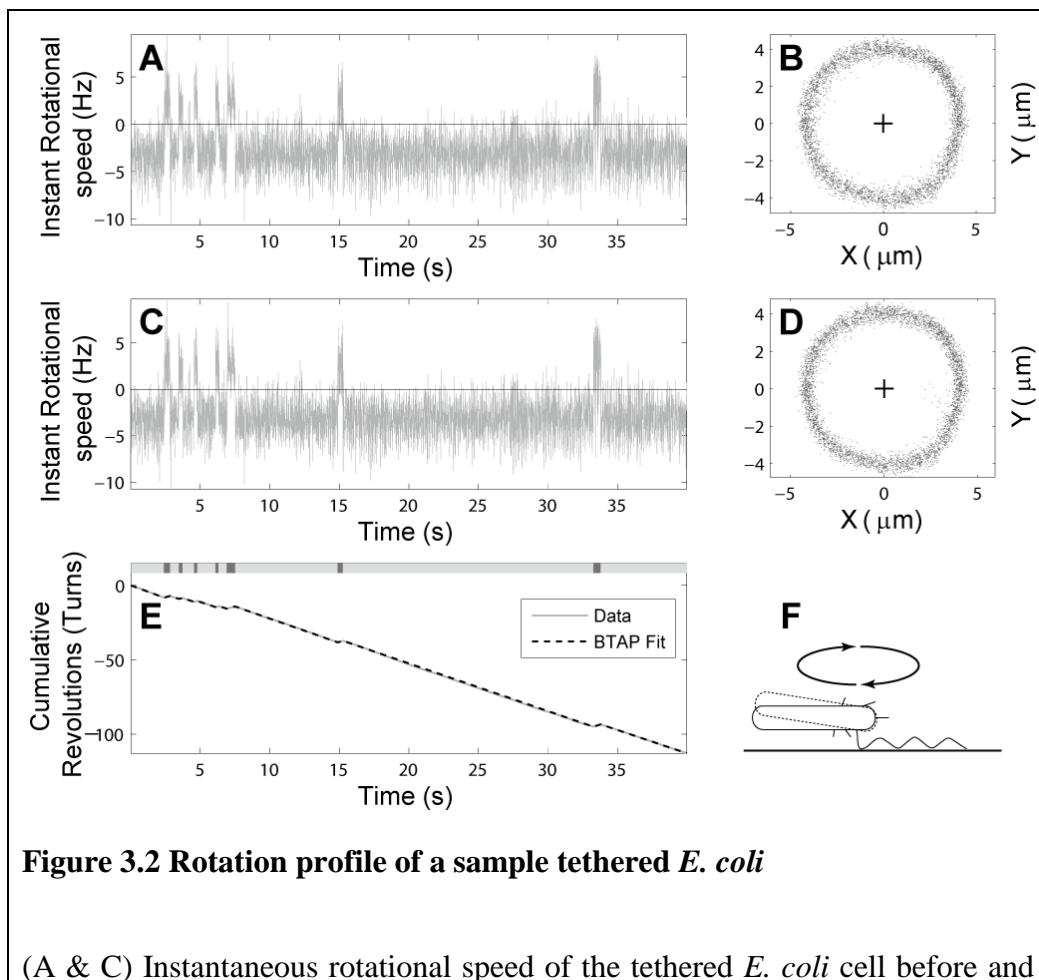 A
Instant Rotational
speed (Hz)
5
0
−5
−10
5 10 15 20 25 30 35
Time (s)
B
4
2
0
−2
−4
−5 0 5
X ( μm)
Y ( μm)
C
Instant Rotational
speed (Hz)
5
0
−5
−10
5 10 15 20 25 30 35
Time (s)
D
4
2
0
−2
−4
−5 0 5
X ( μm)
Y ( μm)
E
Cumulative
Revolutions (Turns)
0
−50
−100
Data
BTAP Fit
5 10 15 20 25 30 35
Time (s)
F
Figure 3.2 Rotation profile of a sample tethered E. coli
(A & C) Instantaneous rotational speed of the tethered E. coli cell before and